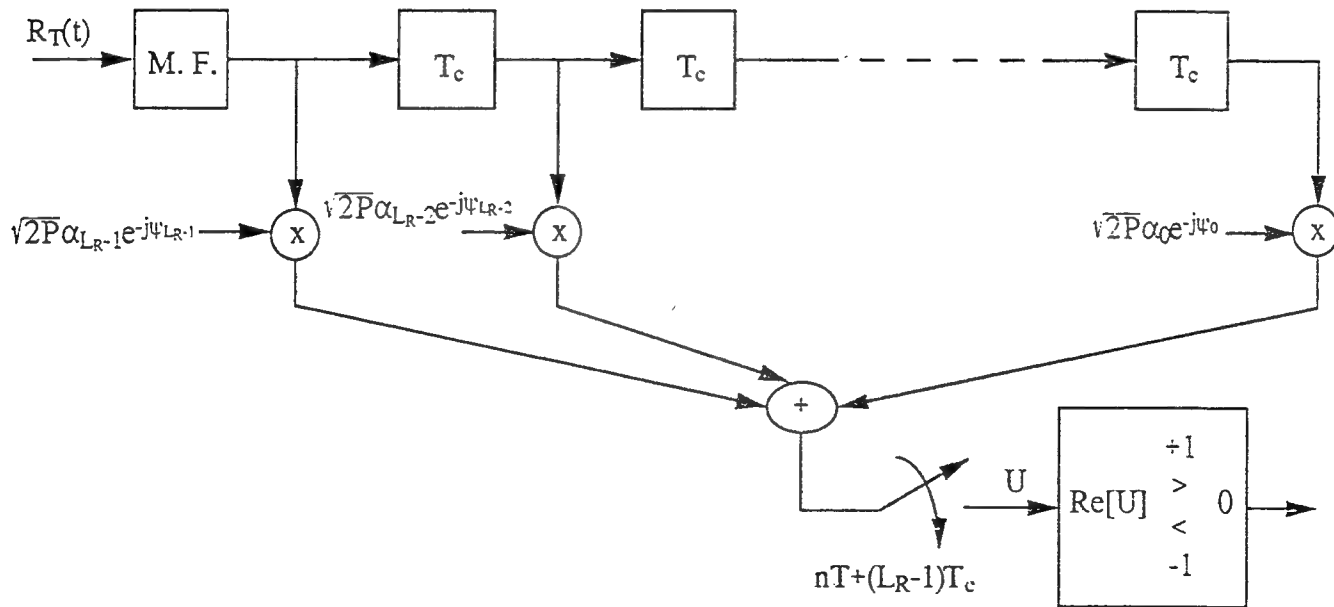 R_T(t)
M. F.
T_c
T_c
T_c
√2P α_{L_R-1} e^{-jψ_{L_R-1}}
x
√2P α_{L_R-2} e^{-jψ_{L_R-2}}
x
√2P α_0 e^{-jψ_0}
x
+
U
nT+(L_R-1)T_c
Re[U]
+1
>
<
-1
0